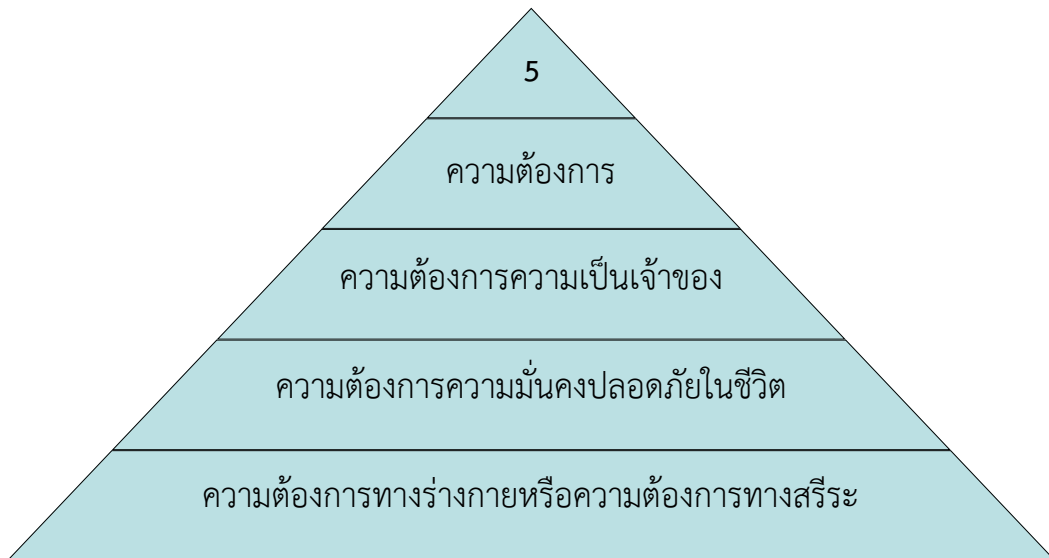 5
ความต้องการ
ความต้องการความเป็นเจ้าของ
ความต้องการความมั่นคงปลอดภัยในชีวิต
ความต้องการทางร่างกายหรือความต้องการทางสรีระ